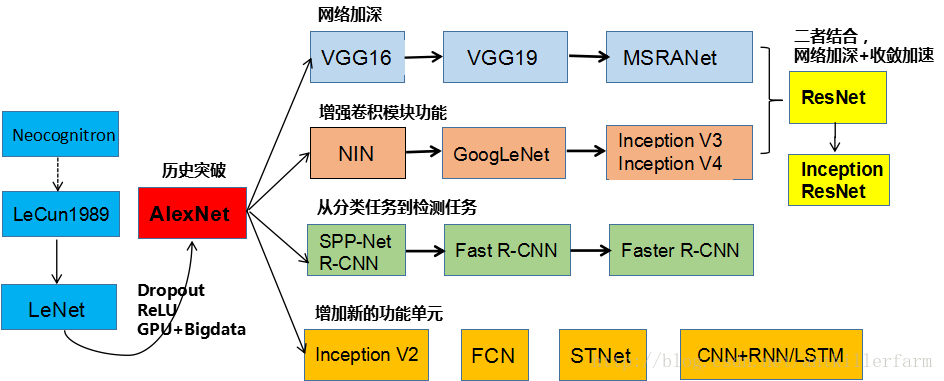 网络加深
VGG16
VGG19
MSRANet
二者结合，
网络加深+收敛加速
ResNet
Inception
ResNet
增强卷积模块功能
NIN
GoogLeNet
Inception V3
Inception V4
Neocognitron
LeCun1989
LeNet
历史突破
AlexNet
Dropout
ReLU
GPU+Bigdata
从分类任务到检测任务
SPP-Net
R-CNN
Fast R-CNN
Faster R-CNN
增加新的功能单元
Inception V2
FCN
STNet
CNN+RNN/LSTM